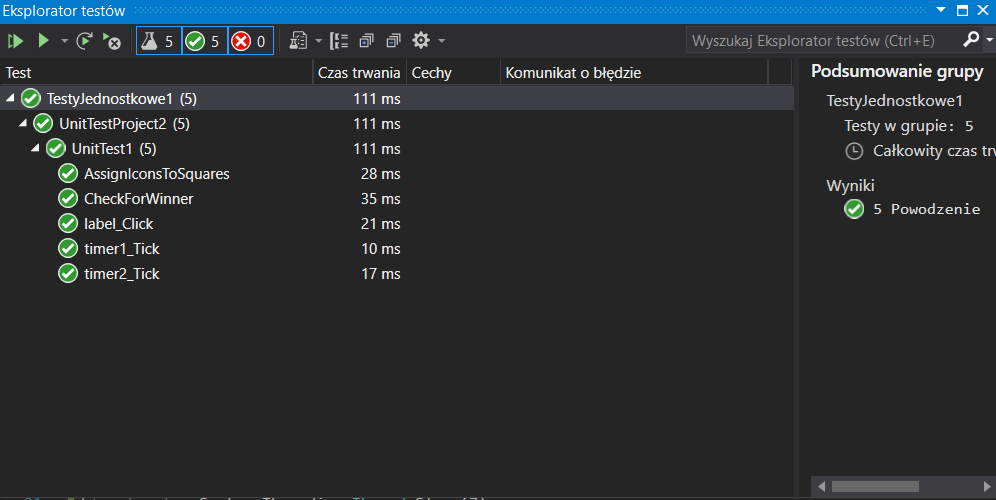 Eksplorator testów
5 5 0
Wyszukaj Eksplorator testów (Ctrl+E)
Test Czas trwania Cechy Komunikat o błędzie
TestyJednostkowe1 (5) 111 ms
UnitTestProject2 (5) 111 ms
UnitTest1 (5) 111 ms
AssignIconsToSquares 28 ms
CheckForWinner 35 ms
label_Click 21 ms
timer1_Tick 10 ms
timer2_Tick 17 ms
Podsumowanie grupy
TestyJednostkowe1
Testy w grupie: 5
Całkowity czas trw
Wyniki
5 Powodzenie